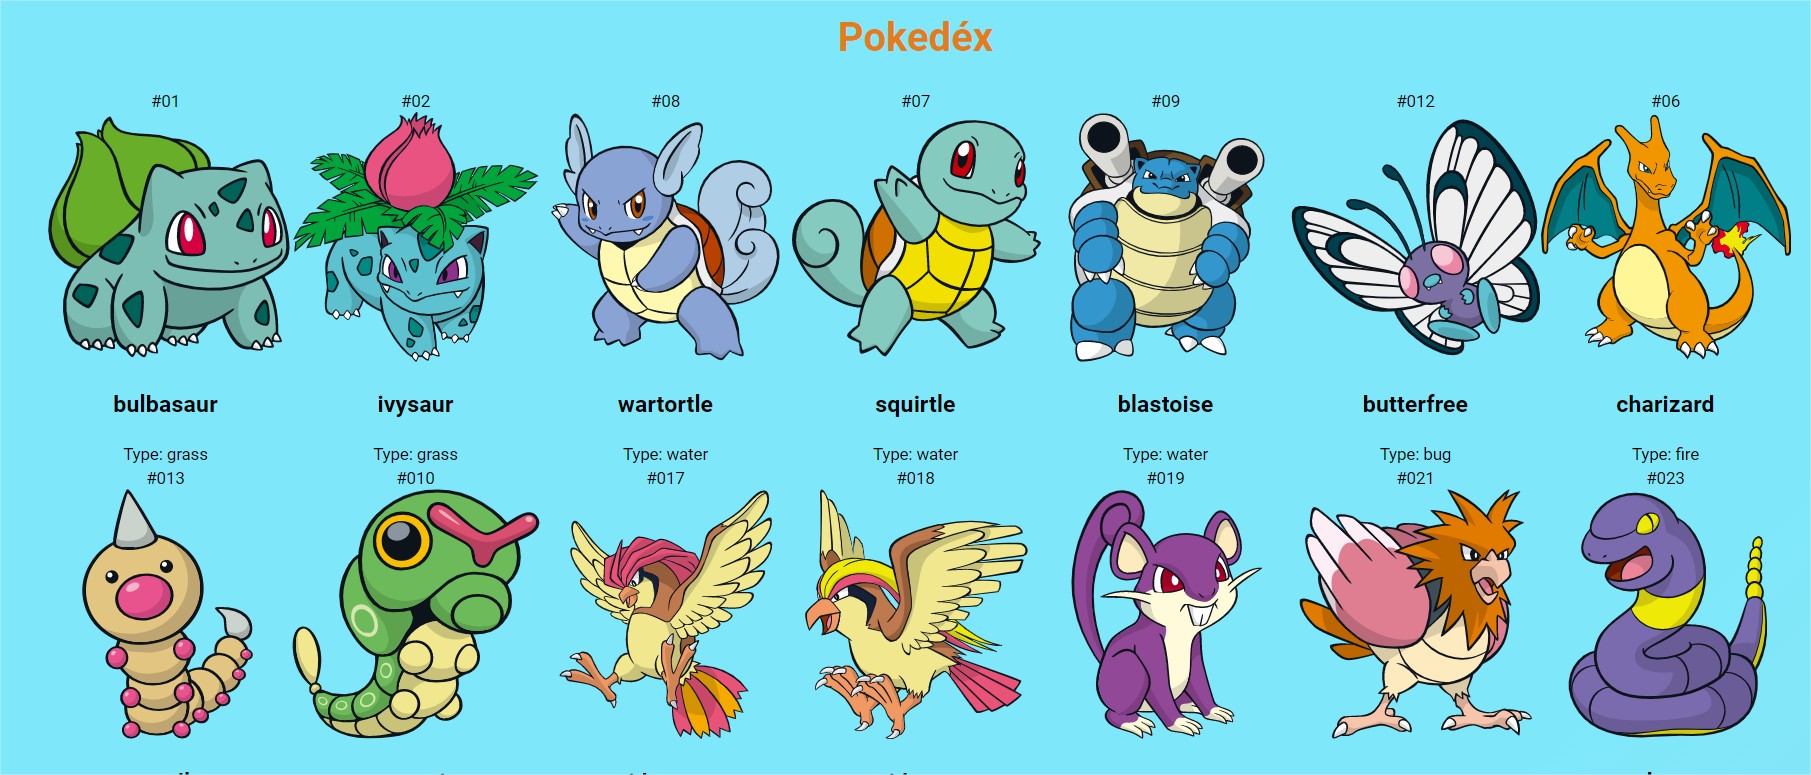 Pokedéx
#01 #02 #08 #07 #09 #012 #06
bulbasaur ivysaur wartortle squirtle blastoise butterfree charizard
Type: grass Type: grass Type: water Type: water Type: water Type: bug Type: fire
#013 #010 #017 #018 #019 #021 #023